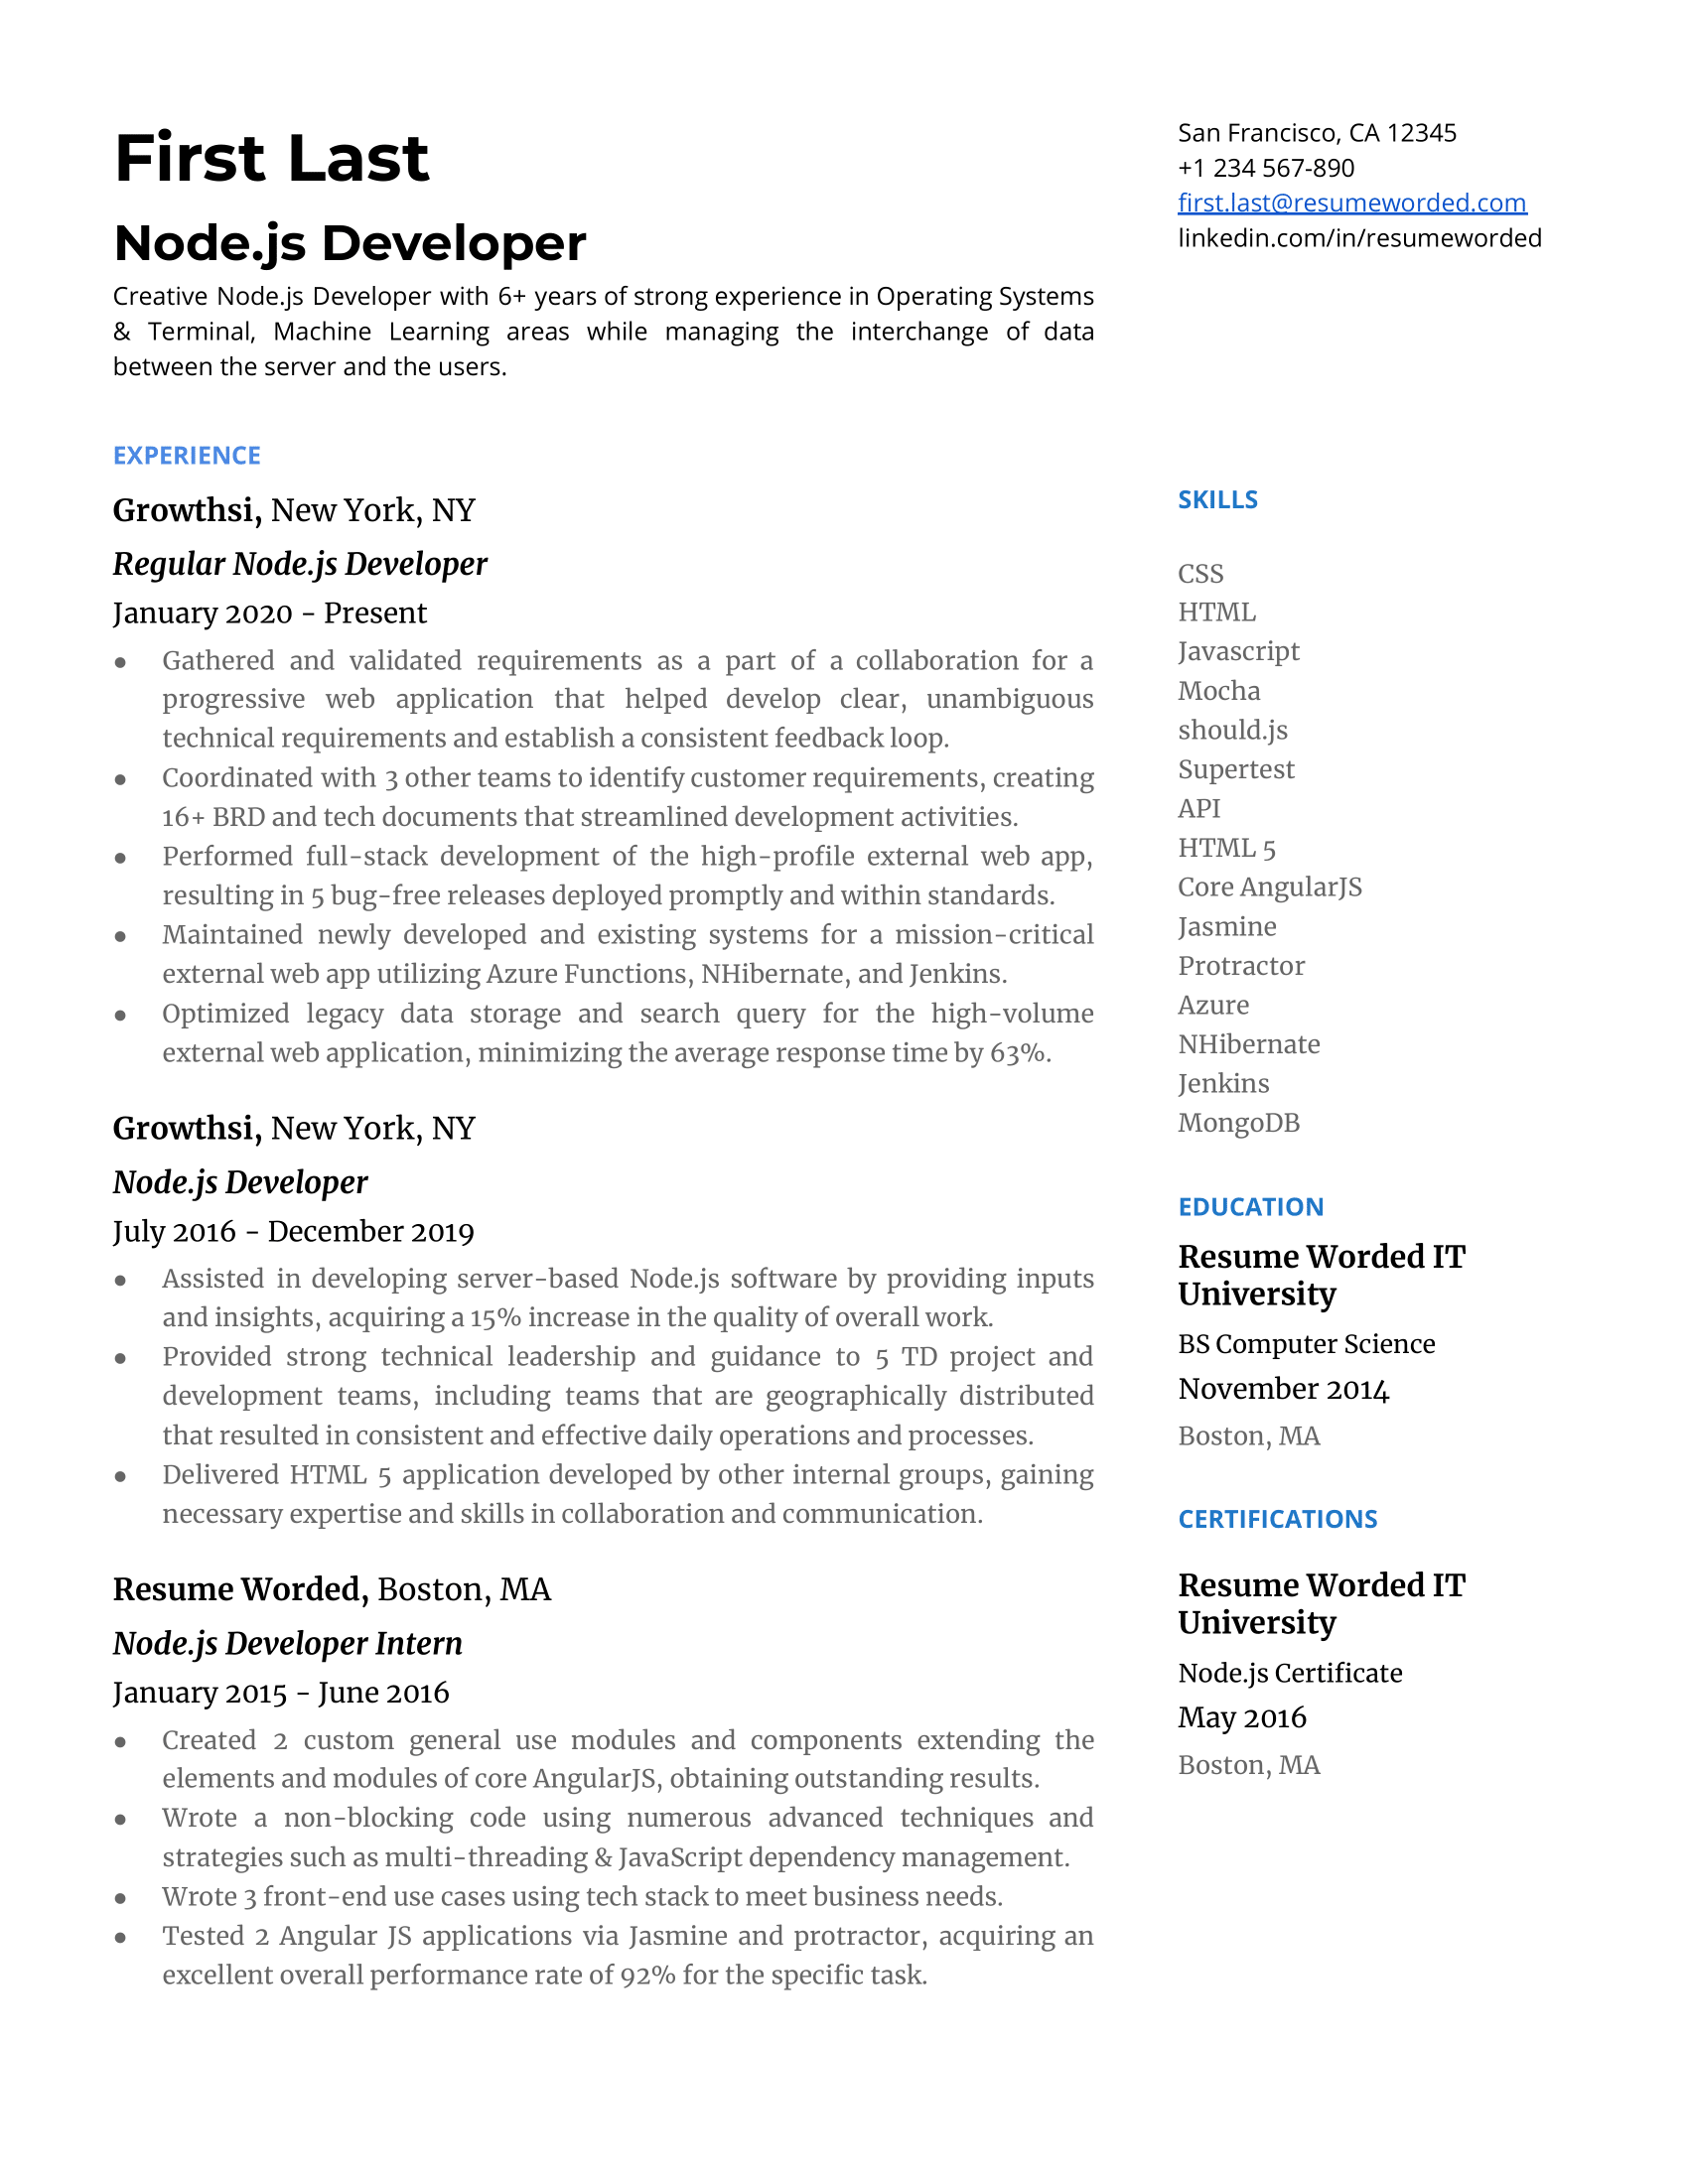 First Last
Node.js Developer
Creative Node.js Developer with 6+ years of strong experience in Operating Systems
& Terminal, Machine Learning areas while managing the interchange of data
between the server and the users.
San Francisco, CA 12345
+1 234 567-890
first.last@resumeworded.com
linkedin.com/in/resumeworded
EXPERIENCE
Growthsi, New York, NY
Regular Node.js Developer
January 2020 - Present
● Gathered and validated requirements as a part of a collaboration for a
progressive web application that helped develop clear, unambiguous
technical requirements and establish a consistent feedback loop.
● Coordinated with 3 other teams to identify customer requirements, creating
16+ BRD and tech documents that streamlined development activities.
● Performed full-stack development of the high-profile external web app,
resulting in 5 bug-free releases deployed promptly and within standards.
● Maintained newly developed and existing systems for a mission-critical
external web app utilizing Azure Functions, NHibernate, and Jenkins.
● Optimized legacy data storage and search query for the high-volume
external web application, minimizing the average response time by 63%.
Growthsi, New York, NY
Node.js Developer
July 2016 - December 2019
● Assisted in developing server-based Node.js software by providing inputs
and insights, acquiring a 15% increase in the quality of overall work.
● Provided strong technical leadership and guidance to 5 TD project and
development teams, including teams that are geographically distributed
that resulted in consistent and effective daily operations and processes.
● Delivered HTML 5 application developed by other internal groups, gaining
necessary expertise and skills in collaboration and communication.
Resume Worded, Boston, MA
Node.js Developer Intern
January 2015 - June 2016
● Created 2 custom general use modules and components extending the
elements and modules of core AngularJS, obtaining outstanding results.
● Wrote a non-blocking code using numerous advanced techniques and
strategies such as multi-threading & JavaScript dependency management.
● Wrote 3 front-end use cases using tech stack to meet business needs.
● Tested 2 Angular JS applications via Jasmine and protractor, acquiring an
excellent overall performance rate of 92% for the specific task.
SKILLS
CSS
HTML
Javascript
Mocha
should.js
Supertest
API
HTML 5
Core AngularJS
Jasmine
Protractor
Azure
NHibernate
Jenkins
MongoDB
EDUCATION
Resume Worded IT
University
BS Computer Science
November 2014
Boston, MA
CERTIFICATIONS
Resume Worded IT
University
Node.js Certificate
May 2016
Boston, MA